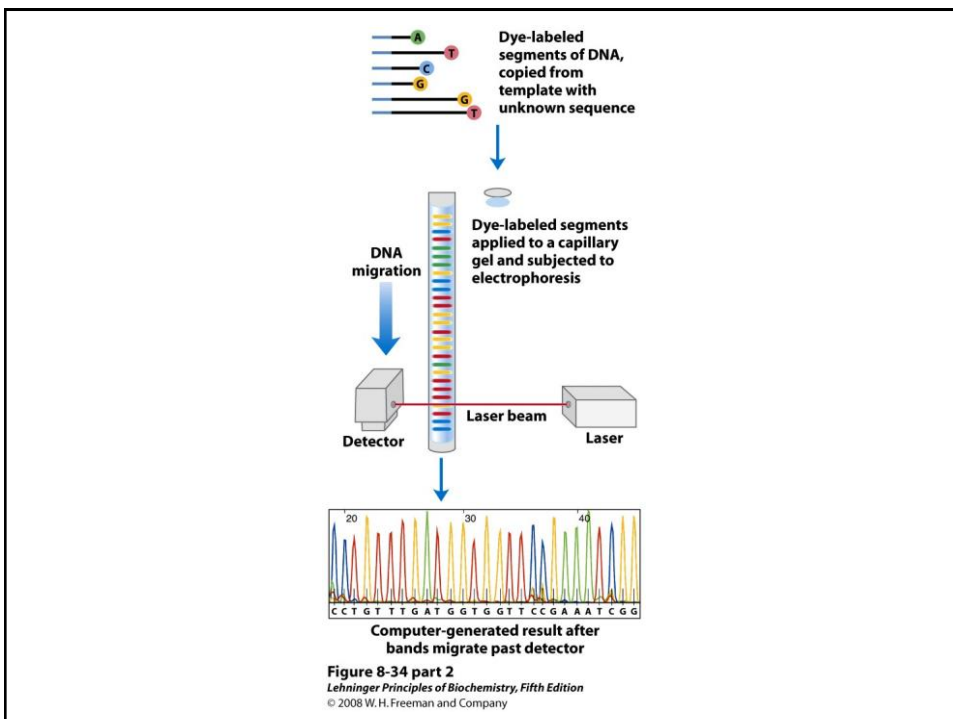 A
T
C
G
G
T
Dye-labeled
segments of DNA,
copied from
template with
unknown sequence
Dye-labeled segments
applied to a capillary
gel and subjected to
electrophoresis
DNA
migration
Laser beam
Detector
Laser
20 30 40
C C T G T T T G A T G G T G G T T C C G A A A T C G G
Computer-generated result after
bands migrate past detector
Figure 8-34 part 2
Lehninger Principles of Biochemistry, Fifth Edition
© 2008 W. H. Freeman and Company